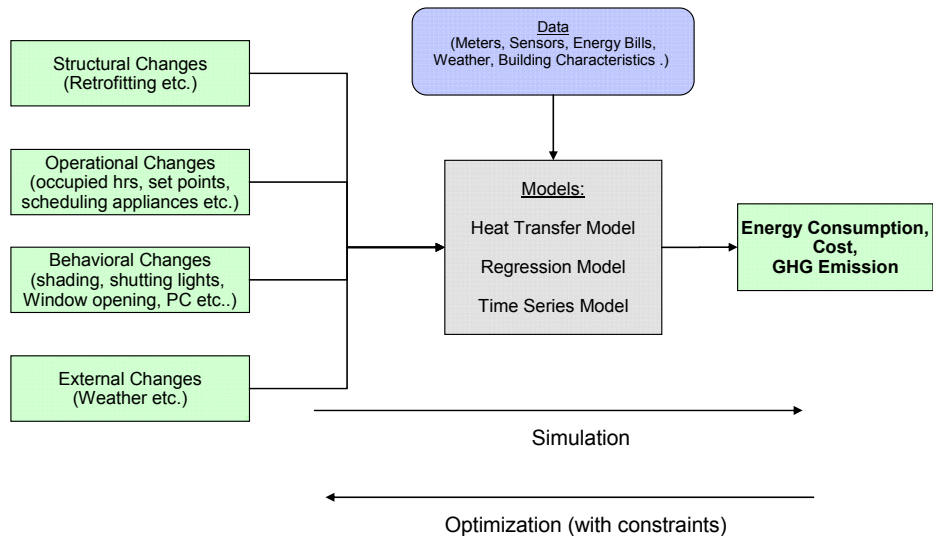 Data
(Meters, Sensors, Energy Bills,
Weather, Building Characteristics .)
Structural Changes
(Retrofitting etc.)
Operational Changes
(occupied hrs, set points,
scheduling appliances etc.)
Behavioral Changes
(shading, shutting lights,
Window opening, PC etc..)
External Changes
(Weather etc.)
Models:
Heat Transfer Model
Regression Model
Time Series Model
Energy Consumption,
Cost,
GHG Emission
Simulation
Optimization (with constraints)